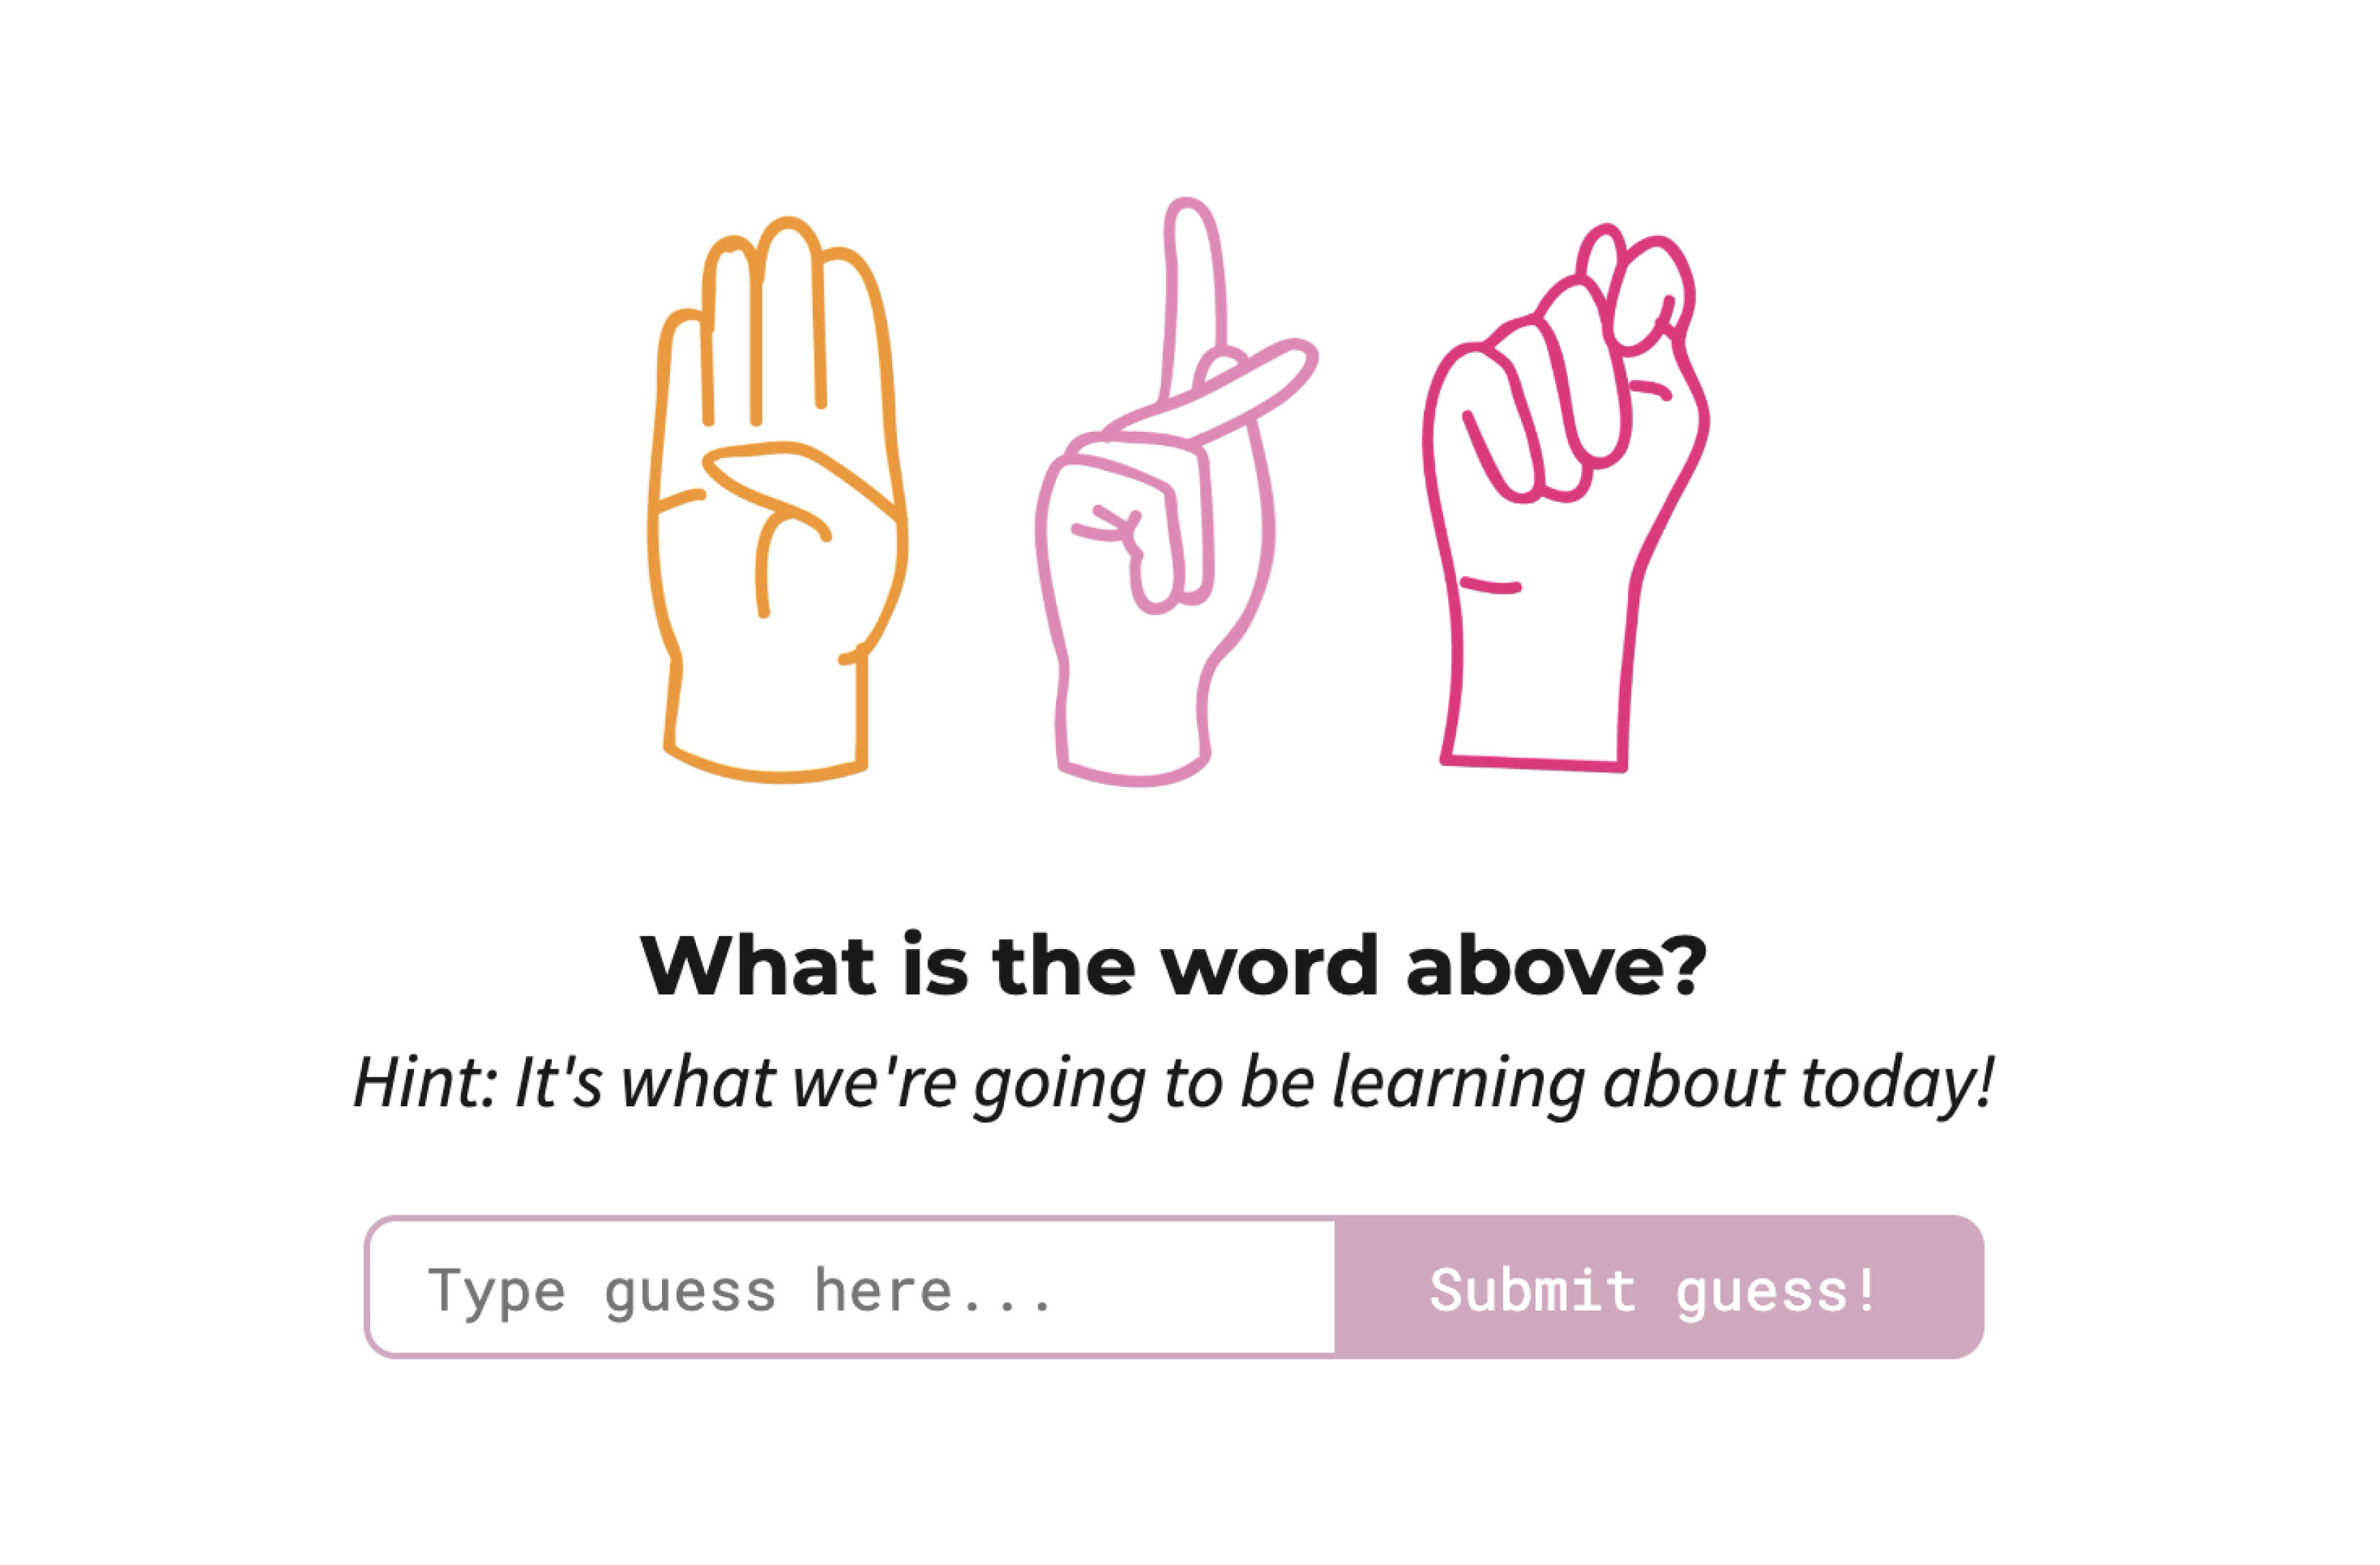 What is the word above?
Hint: It's what we're going to be learning about today!
Type guess here... Submit guess!